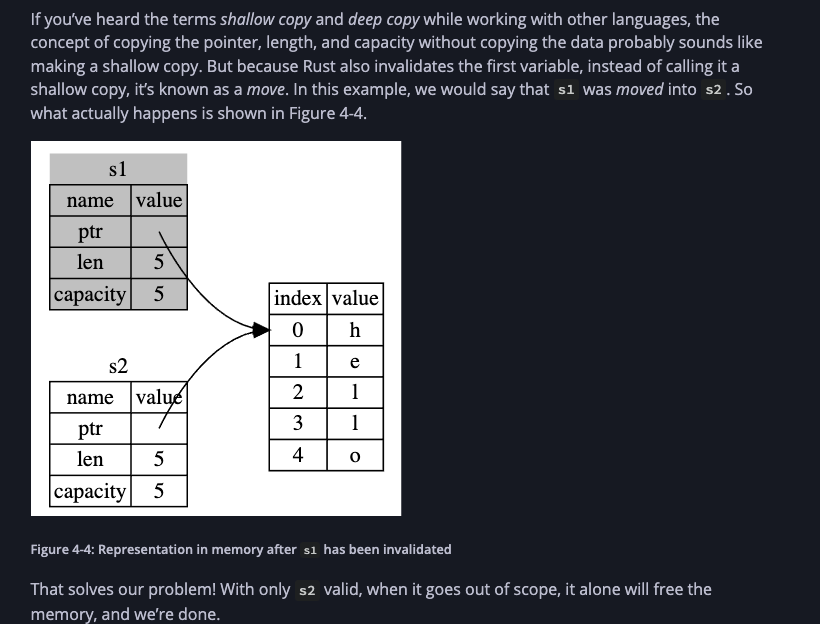 If you’ve heard the terms shallow copy and deep copy while working with other languages, the
concept of copying the pointer, length, and capacity without copying the data probably sounds like
making a shallow copy. But because Rust also invalidates the first variable, instead of calling it a
shallow copy, it’s known as a move. In this example, we would say that s1 was moved into s2. So
what actually happens is shown in Figure 4-4.
s1
name value
ptr
len 5
capacity 5
index value
0 h
1 e
2 l
3 l
4 o
s2
name value
ptr
len 5
capacity 5
Figure 4-4: Representation in memory after s1 has been invalidated
That solves our problem! With only s2 valid, when it goes out of scope, it alone will free the
memory, and we’re done.